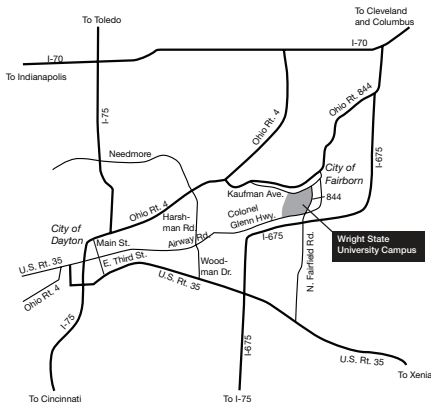 To Toledo
To Cleveland
and Columbus
I-70
I-70
To Indianapolis
Ohio Rt. 844
I-75
Ohio Rt. 4
I-675
Needmore
City of
Fairborn
Kaufman Ave.
844
Ohio Rt. 4
Harsh-
man Rd.
Colonel
Glenn Hwy.
City of
Dayton
Main St.
Airway Rd.
I-675
Wright State
University Campus
E. Third St.
Wood-
man Dr.
N. Fairfield Rd.
U.S. Rt. 35
U.S. Rt. 35
Ohio Rt. 4
I-75
I-675
U.S. Rt. 35
To Xenia
To Cincinnati
To I-75